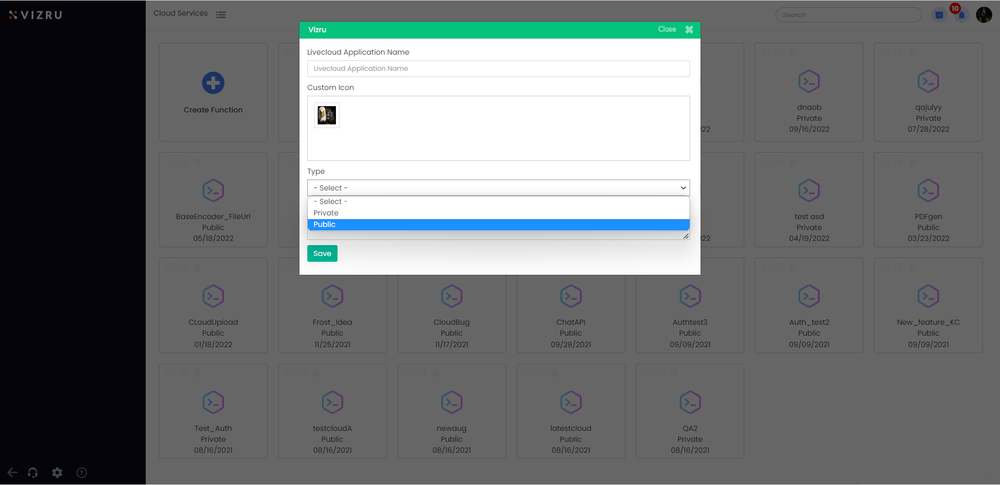 VIZRU
Cloud Services
Search
10
Vizru
Close
Livecloud Application Name
Livecloud Application Name
Custom Icon
Type
- Select -
- Select -
Private
Public
Save
Create Function
22
dnaob
Private
09/16/2022
qajulyy
Private
07/28/2022
BaseEncoder_FileUrl
Public
05/18/2022
22
test asd
Private
04/19/2022
PDFgen
Public
03/23/2022
CLoudUpload
Public
01/18/2022
Frost_Idea
Public
11/25/2021
CloudBug
Public
11/17/2021
ChatAPI
Public
09/28/2021
Authtest3
Public
09/09/2021
Auth_test2
Public
09/09/2021
New_feature_KC
Public
09/09/2021
Test_Auth
Private
08/16/2021
testcloudA
Public
08/16/2021
newaug
Public
08/16/2021
latestcloud
Public
08/16/2021
QA2
Private
08/16/2021
?